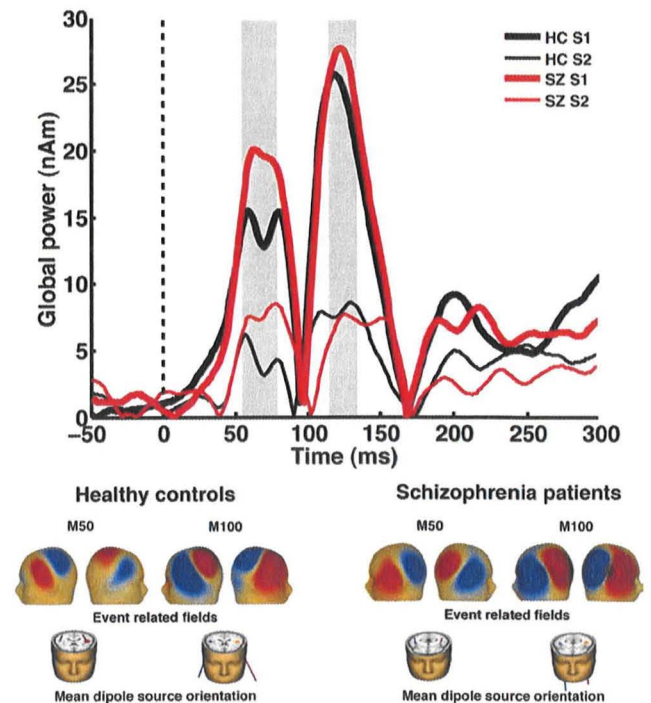 30
25
20
15
10
5
0
Global power (nAm)
HC S1
HC S2
SZ S1
SZ S2
−50 0 50 100 150 200 250 300
Time (ms)
Healthy controls
M50 M100
Event related fields
Mean dipole source orientation
Schizophrenia patients
M50 M100
Event related fields
Mean dipole source orientation